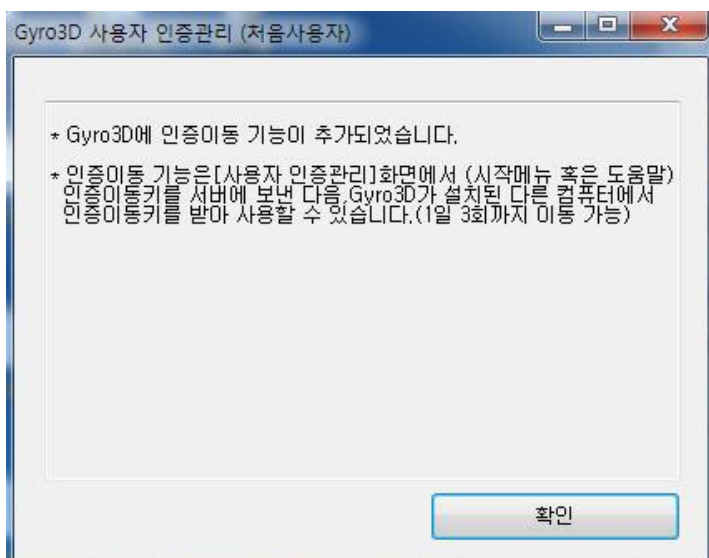 Gyro3D 사용자 인증관리 (처음사용자)
* Gyro3D에 인증이동 기능이 추가되었습니다.
* 인증이동 기능은[사용자 인증관리]화면에서 (시작메뉴 혹은 도움말)
인증이동키를 서버에 보낸 다음,Gyro3D가 설치된 다른 컴퓨터에서
인증이동키를 받아 사용할 수 있습니다.(1일 3회까지 이동 가능)
확인